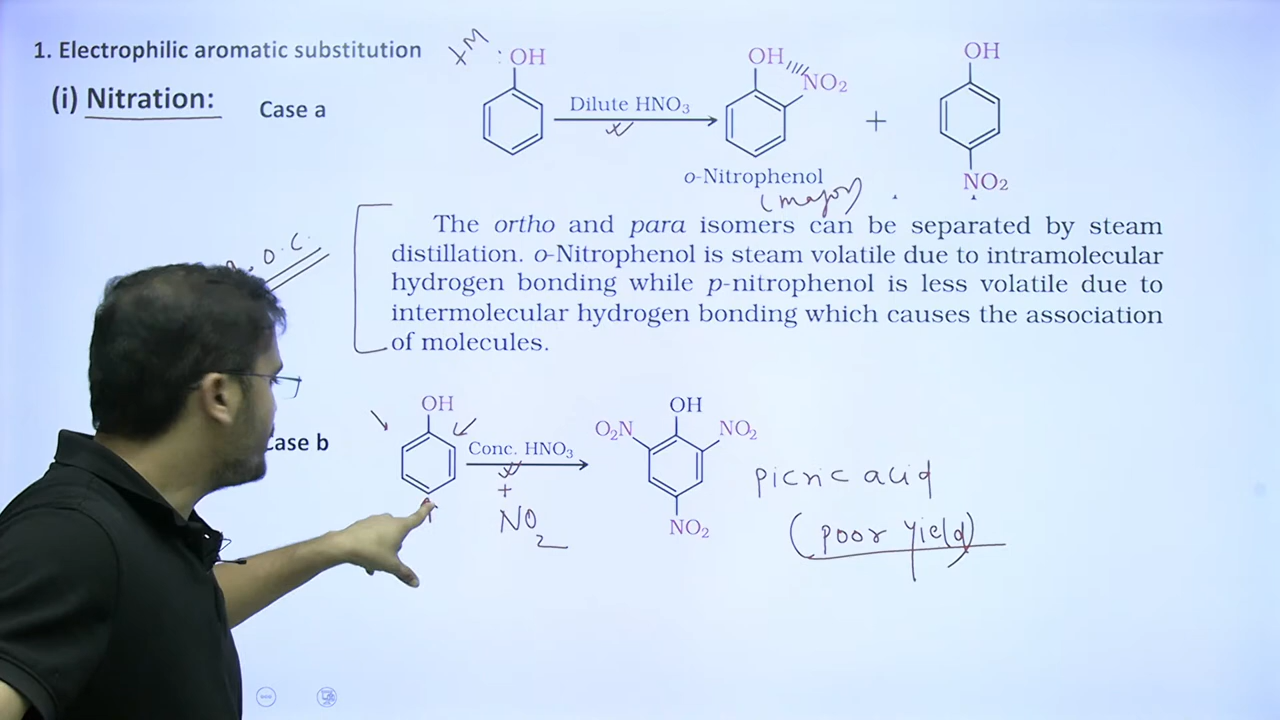 1. Electrophilic aromatic substitution
(i) Nitration:
Case a
+M
:OH
Dilute HNO3
OH
NO2
+
OH
NO2
o-Nitrophenol
(major)
The ortho and para isomers can be separated by steam
distillation. o-Nitrophenol is steam volatile due to intramolecular
hydrogen bonding while p-nitrophenol is less volatile due to
intermolecular hydrogen bonding which causes the association
of molecules.
O.C.
Case b
OH
Conc. HNO3
+
NO2
OH
O2N
NO2
NO2
picric acid
(poor yield)